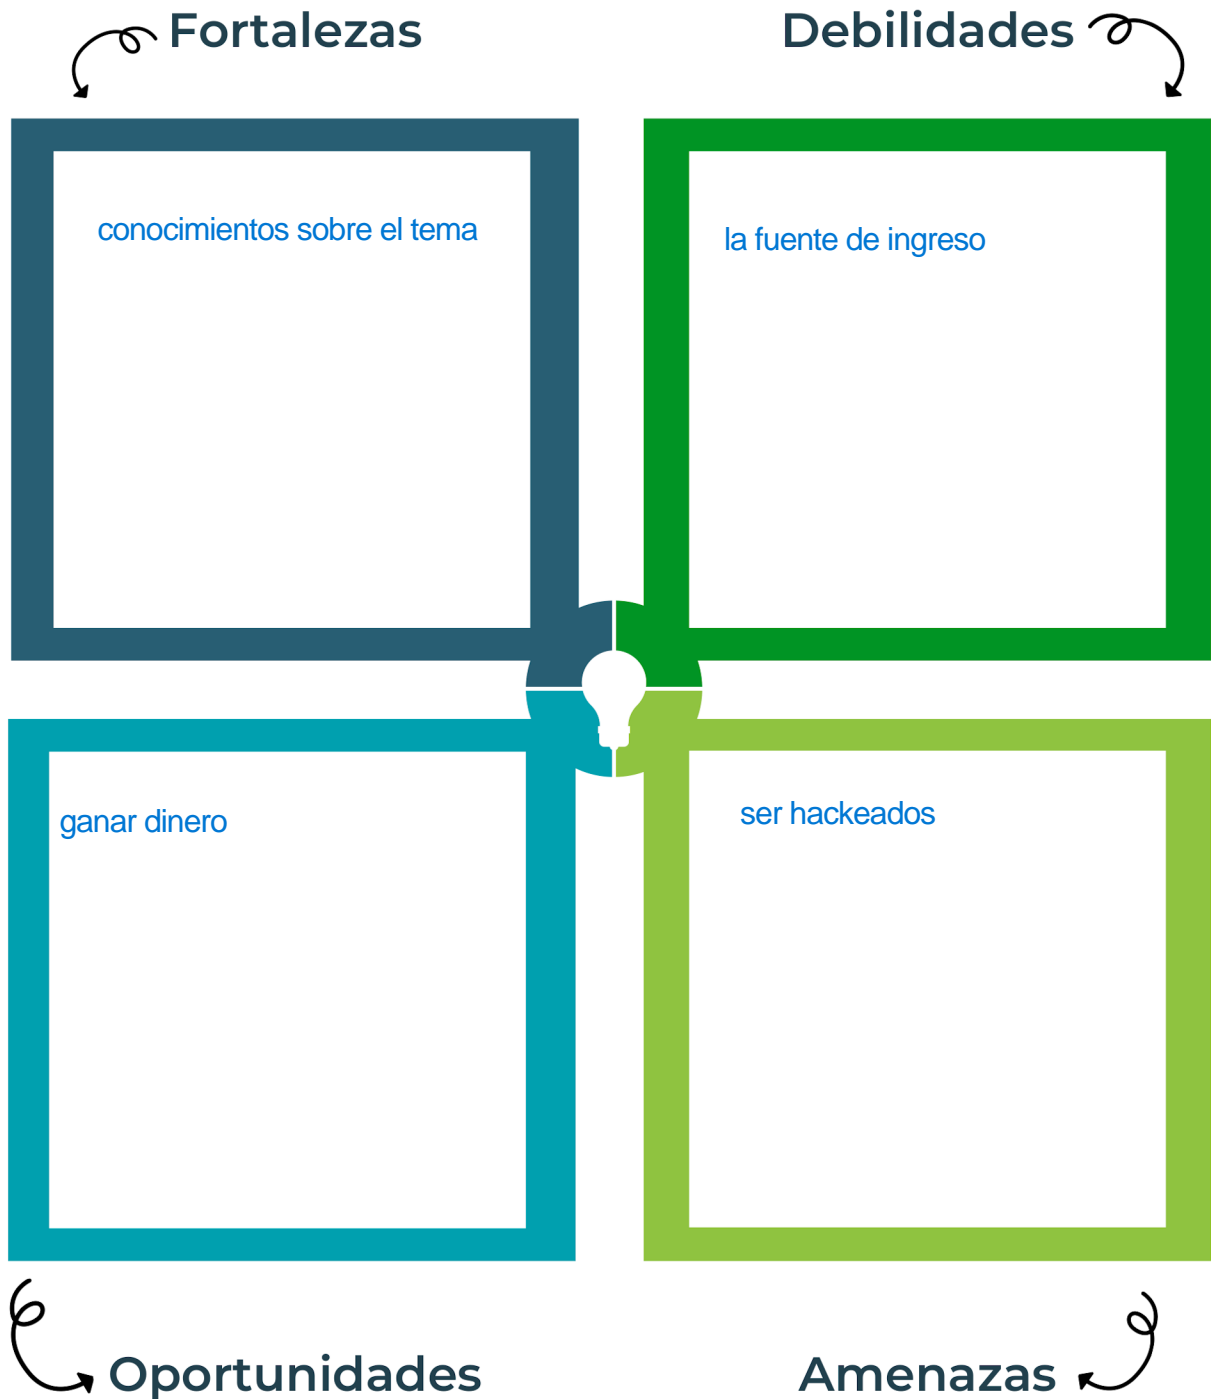 Fortalezas
Debilidades
conocimientos sobre el tema
la fuente de ingreso
ganar dinero
ser hackeados
Oportunidades
Amenazas